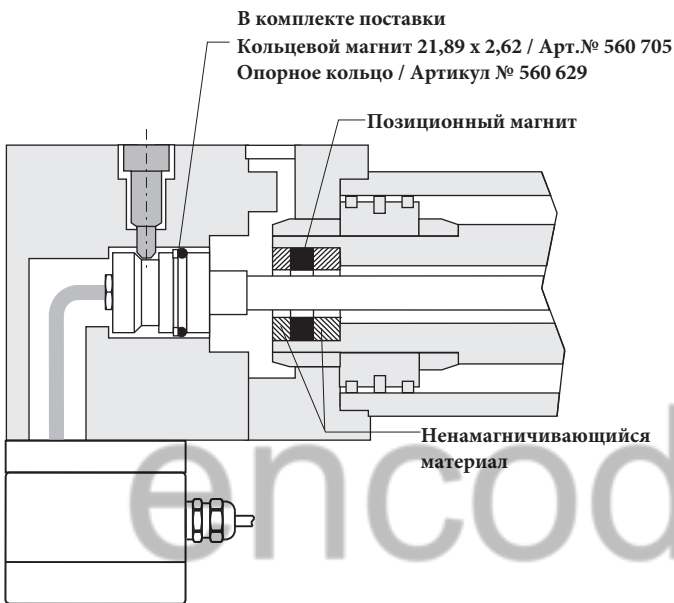 В комплекте поставки
Кольцевой магнит 21,89 x 2,62 / Арт.№ 560 705
Опорное кольцо / Артикул № 560 629
Позиционный магнит
Ненамагничивающийся
материал
encod